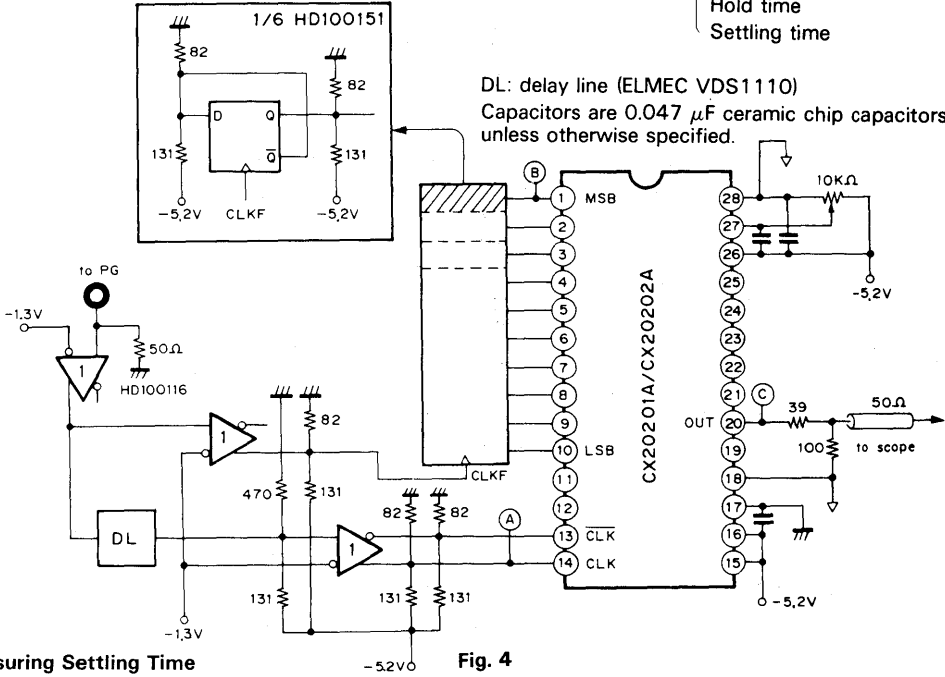 Hold time
Settling time
1/6 HD100151
82
82
D
Q
Q̅
131
131
-5.2V
CLKF
-5.2V
DL: delay line (ELMEC VDS1110)
Capacitors are 0.047 μF ceramic chip capacitors
unless otherwise specified.
B
1
MSB
2
3
4
5
6
7
8
9
10
LSB
11
12
13
C̅L̅K̅
14
CLK
CX20201A/CX20202A
28
27
26
25
24
23
22
21
OUT
20
19
18
17
16
15
10KΩ
-5.2V
C
39
50Ω
100
to scope
-5.2V
CLKF
to PG
-1.3V
50Ω
1
HD100116
1
82
470
131
82
82
A
DL
1
131
131
131
-1.3V
-5.2V
suring Settling Time
Fig. 4